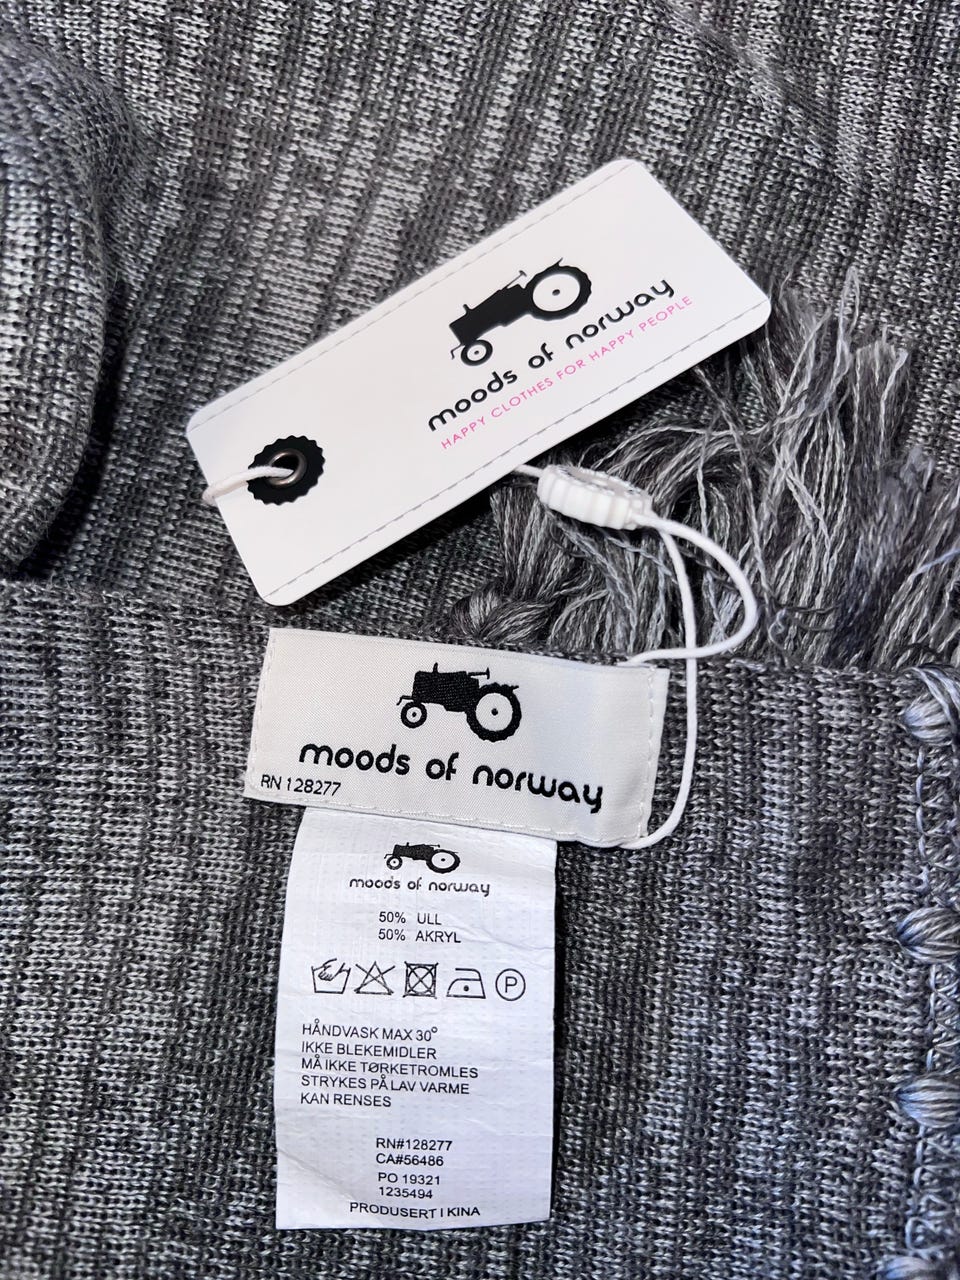 moods of norway
HAPPY CLOTHES FOR HAPPY PEOPLE
moods of norway
RN 128277
moods of norway
50% ULL
50% AKRYL
P
HÅNDVASK MAX 30°
IKKE BLEKEMIDLER
MÅ IKKE TØRKETROMLES
STRYKES PÅ LAV VARME
KAN RENSES
RN#128277
CA#56486
PO 19321
1235494
PRODUSERT I KINA